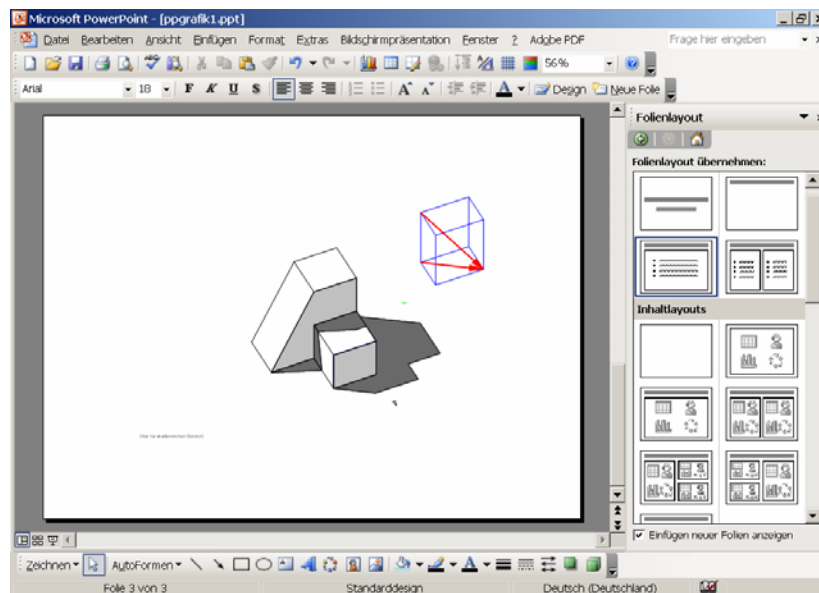 Microsoft PowerPoint - [ppgrafik1.ppt]
Datei Bearbeiten Ansicht Einfügen Format Extras Bildschirmpräsentation Fenster ? Adobe PDF Frage hier eingeben
56%
Arial 18 F K U S A A A Design Neue Folie
Folienlayout
Folienlayout übernehmen:
Inhaltlayouts
Einfügen neuer Folien anzeigen
Zeichnen AutoFormen A
Folie 3 von 3 Standarddesign Deutsch (Deutschland)